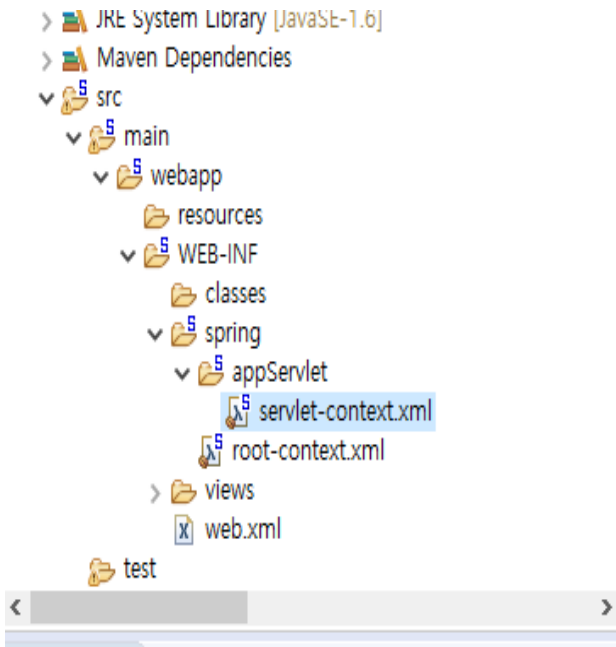 JRE System Library [JavaSE-1.6]
Maven Dependencies
src
main
webapp
resources
WEB-INF
classes
spring
appServlet
servlet-context.xml
root-context.xml
views
web.xml
test